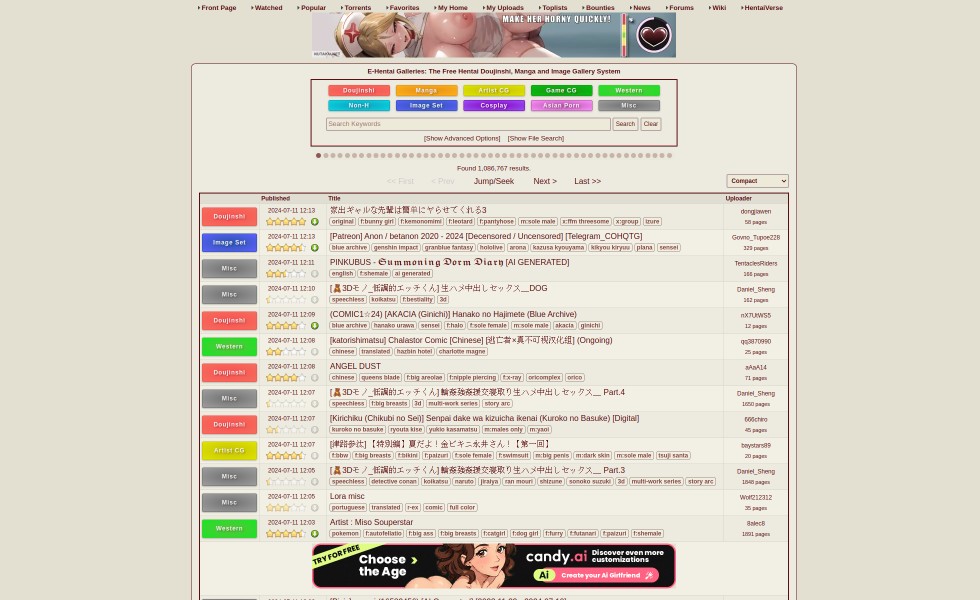 Front Page Watched Popular Torrents Favorites My Home My Uploads Toplists Bounties News Forums Wiki HentaiVerse
MAKE HER HORNY QUICKLY!
E-Hentai Galleries: The Free Hentai Doujinshi, Manga and Image Gallery System
Doujinshi Manga Artist CG Game CG Western
Non-H Image Set Cosplay Asian Porn Misc
Search Keywords Search Clear
[Show Advanced Options] [Show File Search]
Found 1,086,767 results.
<< First < Prev Jump/Seek Next > Last >> Compact
Published Title Uploader
Doujinshi 2024-07-11 12:13 家出ギャルな先輩は簡単にヤらせてくれる3 dongjiawen
original f:bunny girl f:kemonomimi f:leotard f:pantyhose m:sole male x:ffm threesome x:group izure 58 pages
Image Set 2024-07-11 12:13 [Patreon] Anon / betanon 2020 - 2024 [Decensored / Uncensored] [Telegram_COHQTG] Govno_Tupoe228
blue archive genshin impact granblue fantasy hololive arona kazusa kyouyama kikyou kiryuu plana sensei 329 pages
Misc 2024-07-11 12:11 PINKUBUS - 𝕾𝖚𝖒𝖒𝖔𝖓𝖎𝖓𝖌 𝕯𝖔𝖗𝖒 𝕯𝖎𝖆𝖗𝖞 [AI GENERATED] TentaclesRiders
english f:shemale ai generated 166 pages
Misc 2024-07-11 12:10 [🧸3Dモノ_低調的エッチくん] 生ハメ中出しセックス__DOG Daniel_Sheng
speechless koikatsu f:bestiality 3d 162 pages
Doujinshi 2024-07-11 12:09 (COMIC1☆24) [AKACIA (Ginichi)] Hanako no Hajimete (Blue Archive) nX7UtWS5
blue archive hanako urawa sensei f:halo f:sole female m:sole male akacia ginichi 12 pages
Western 2024-07-11 12:08 [katorishimatsu] Chalastor Comic [Chinese] [逃亡者×真不可视汉化组] (Ongoing) qq3870990
chinese translated hazbin hotel charlotte magne 25 pages
Doujinshi 2024-07-11 12:08 ANGEL DUST aAaA14
chinese queens blade f:big areolae f:nipple piercing f:x-ray oricomplex orico 71 pages
Misc 2024-07-11 12:07 [🧸3Dモノ_低調的エッチくん] 輪姦強姦援交寝取り生ハメ中出しセックス__ Part.4 Daniel_Sheng
speechless f:big breasts 3d multi-work series story arc 1650 pages
Doujinshi 2024-07-11 12:07 [Kirichiku (Chikubi no Sei)] Senpai dake wa kizuicha ikenai (Kuroko no Basuke) [Digital] 666chiro
kuroko no basuke ryouta kise yukio kasamatsu m:males only m:yaoi 45 pages
Artist CG 2024-07-11 12:07 [津路参汰] 【特別編】夏だよ！金ビキニ永井さん！【第一回】 baystars89
f:bbw f:big breasts f:bikini f:paizuri f:sole female f:swimsuit m:big penis m:dark skin m:sole male tsuji santa 20 pages
Misc 2024-07-11 12:05 [🧸3Dモノ_低調的エッチくん] 輪姦強姦援交寝取り生ハメ中出しセックス__ Part.3 Daniel_Sheng
speechless detective conan koikatsu naruto jiraiya ran mouri shizune sonoko suzuki 3d multi-work series story arc 1848 pages
Misc 2024-07-11 12:05 Lora misc Wolf212312
portuguese translated r-ex comic full color 35 pages
Western 2024-07-11 12:03 Artist : Miso Souperstar 8atec8
pokemon f:autofellatio f:big ass f:big breasts f:catgirl f:dog girl f:furry f:futanari f:paizuri f:shemale 1891 pages
TRY FOR FREE Choose the Age candy.ai Discover even more customizations
Ai Create your AI Girlfriend